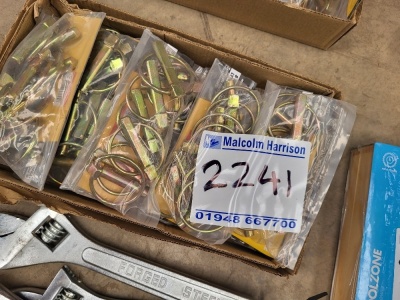 Malcolm Harrison
2241
01948 667700
FORGED STEEL
OLZONE